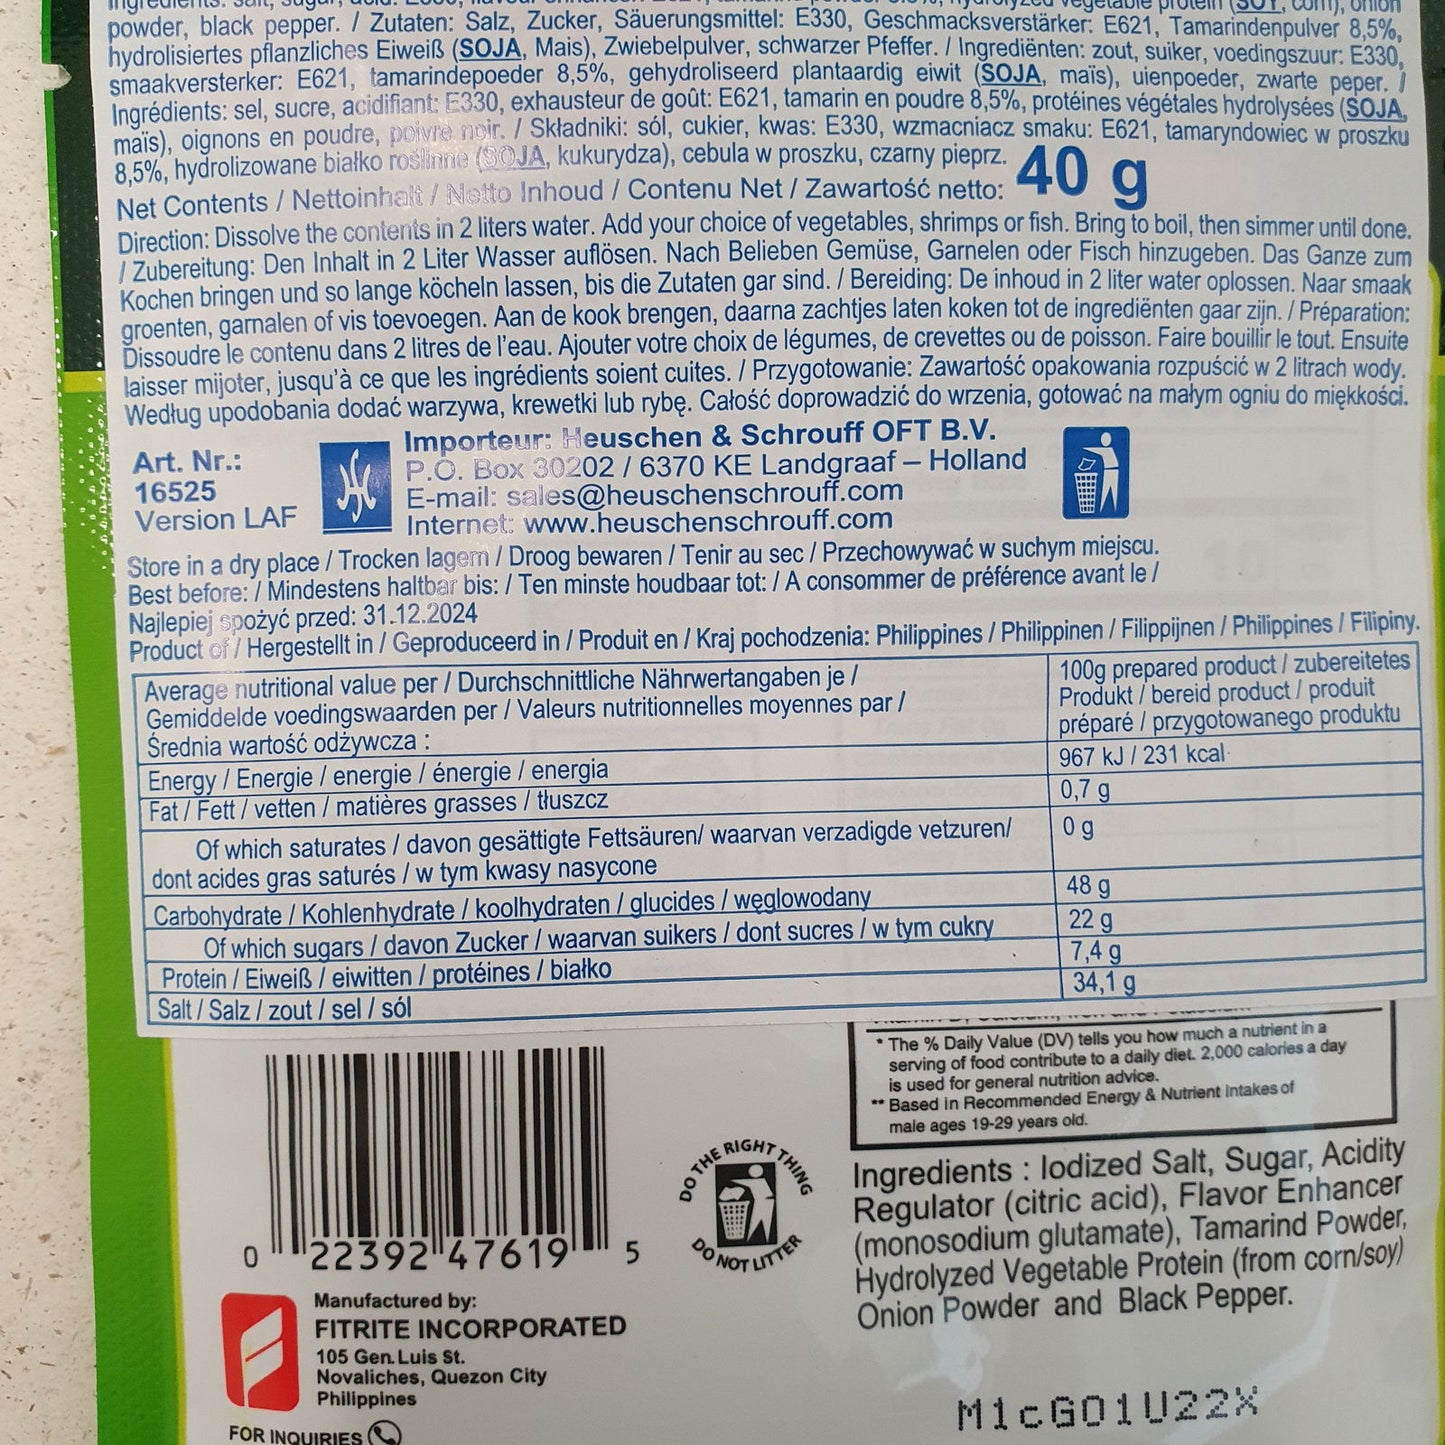 powder, black pepper. / Zutaten: Salz, Zucker, Säuerungsmittel: E330, Geschmacksverstärker: E621, Tamarindenpulver 8,5%,
hydrolisiertes pflanzliches Eiweiß (SOJA, Mais), Zwiebelpulver, schwarzer Pfeffer. / Ingrediënten: zout, suiker, voedingszuur: E330,
smaakversterker: E621, tamarindepoeder 8,5%, gehydroliseerd plantaardig eiwit (SOJA, maïs), uienpoeder, zwarte peper. /
Ingrédients: sel, sucre, acidifiant: E330, exhausteur de goût: E621, tamarin en poudre 8,5%, protéines végétales hydrolysées (SOJA,
maïs), oignons en poudre, poivre noir. / Składniki: sól, cukier, kwas: E330, wzmacniacz smaku: E621, tamaryndowiec w proszku
8,5%, hydrolizowane białko roślinne (SOJA, kukurydza), cebula w proszku, czarny pieprz.
Net Contents / Nettoinhalt / Netto Inhoud / Contenu Net / Zawartość netto: 40 g
Direction: Dissolve the contents in 2 liters water. Add your choice of vegetables, shrimps or fish. Bring to boil, then simmer until done.
/ Zubereitung: Den Inhalt in 2 Liter Wasser auflösen. Nach Belieben Gemüse, Garnelen oder Fisch hinzugeben. Das Ganze zum
Kochen bringen und so lange köcheln lassen, bis die Zutaten gar sind. / Bereiding: De inhoud in 2 liter water oplossen. Naar smaak
groenten, garnalen of vis toevoegen. Aan de kook brengen, daarna zachtjes laten koken tot de ingrediënten gaar zijn. / Préparation:
Dissoudre le contenu dans 2 litres de l'eau. Ajouter votre choix de légumes, de crevettes ou de poisson. Faire bouillir le tout. Ensuite
laisser mijoter, jusqu'à ce que les ingrédients soient cuites. / Przygotowanie: Zawartość opakowania rozpuścić w 2 litrach wody.
Według upodobania dodać warzywa, krewetki lub rybę. Całość doprowadzić do wrzenia, gotować na małym ogniu do miękkości.
Art. Nr.:
16525
Version LAF
Importeur: Heuschen & Schrouff OFT B.V.
P.O. Box 30202 / 6370 KE Landgraaf – Holland
E-mail: sales@heuschenschrouff.com
Internet: www.heuschenschrouff.com
Store in a dry place / Trocken lagern / Droog bewaren / Tenir au sec / Przechowywać w suchym miejscu.
Best before: / Mindestens haltbar bis: / Ten minste houdbaar tot: / A consommer de préférence avant le /
Najlepiej spożyć przed: 31.12.2024
Product of / Hergestellt in / Geproduceerd in / Produit en / Kraj pochodzenia: Philippines / Philippinen / Filippijnen / Philippines / Filipiny.
Average nutritional value per / Durchschnittliche Nährwertangaben je /
Gemiddelde voedingswaarden per / Valeurs nutritionnelles moyennes par /
Średnia wartość odżywcza :
100g prepared product / zubereitetes
Produkt / bereid product / produit
préparé / przygotowanego produktu
Energy / Energie / energie / énergie / energia 967 kJ / 231 kcal
Fat / Fett / vetten / matières grasses / tłuszcz 0,7 g
Of which saturates / davon gesättigte Fettsäuren/ waarvan verzadigde vetzuren/ 0 g
dont acides gras saturés / w tym kwasy nasycone
Carbohydrate / Kohlenhydrate / koolhydraten / glucides / węglowodany 48 g
Of which sugars / davon Zucker / waarvan suikers / dont sucres / w tym cukry 22 g
Protein / Eiweiß / eiwitten / protéines / białko 7,4 g
Salt / Salz / zout / sel / sól 34,1 g
* The % Daily Value (DV) tells you how much a nutrient in a
serving of food contribute to a daily diet. 2,000 calories a day
is used for general nutrition advice.
** Based in Recommended Energy & Nutrient Intakes of
male ages 19-29 years old.
0 22392 47619 5
DO THE RIGHT THING
DO NOT LITTER
Ingredients : Iodized Salt, Sugar, Acidity
Regulator (citric acid), Flavor Enhancer
(monosodium glutamate), Tamarind Powder,
Hydrolyzed Vegetable Protein (from corn/soy)
Onion Powder and Black Pepper.
Manufactured by:
FITRITE INCORPORATED
105 Gen. Luis St.
Novaliches, Quezon City
Philippines
FOR INQUIRIES
M1cG01U22X